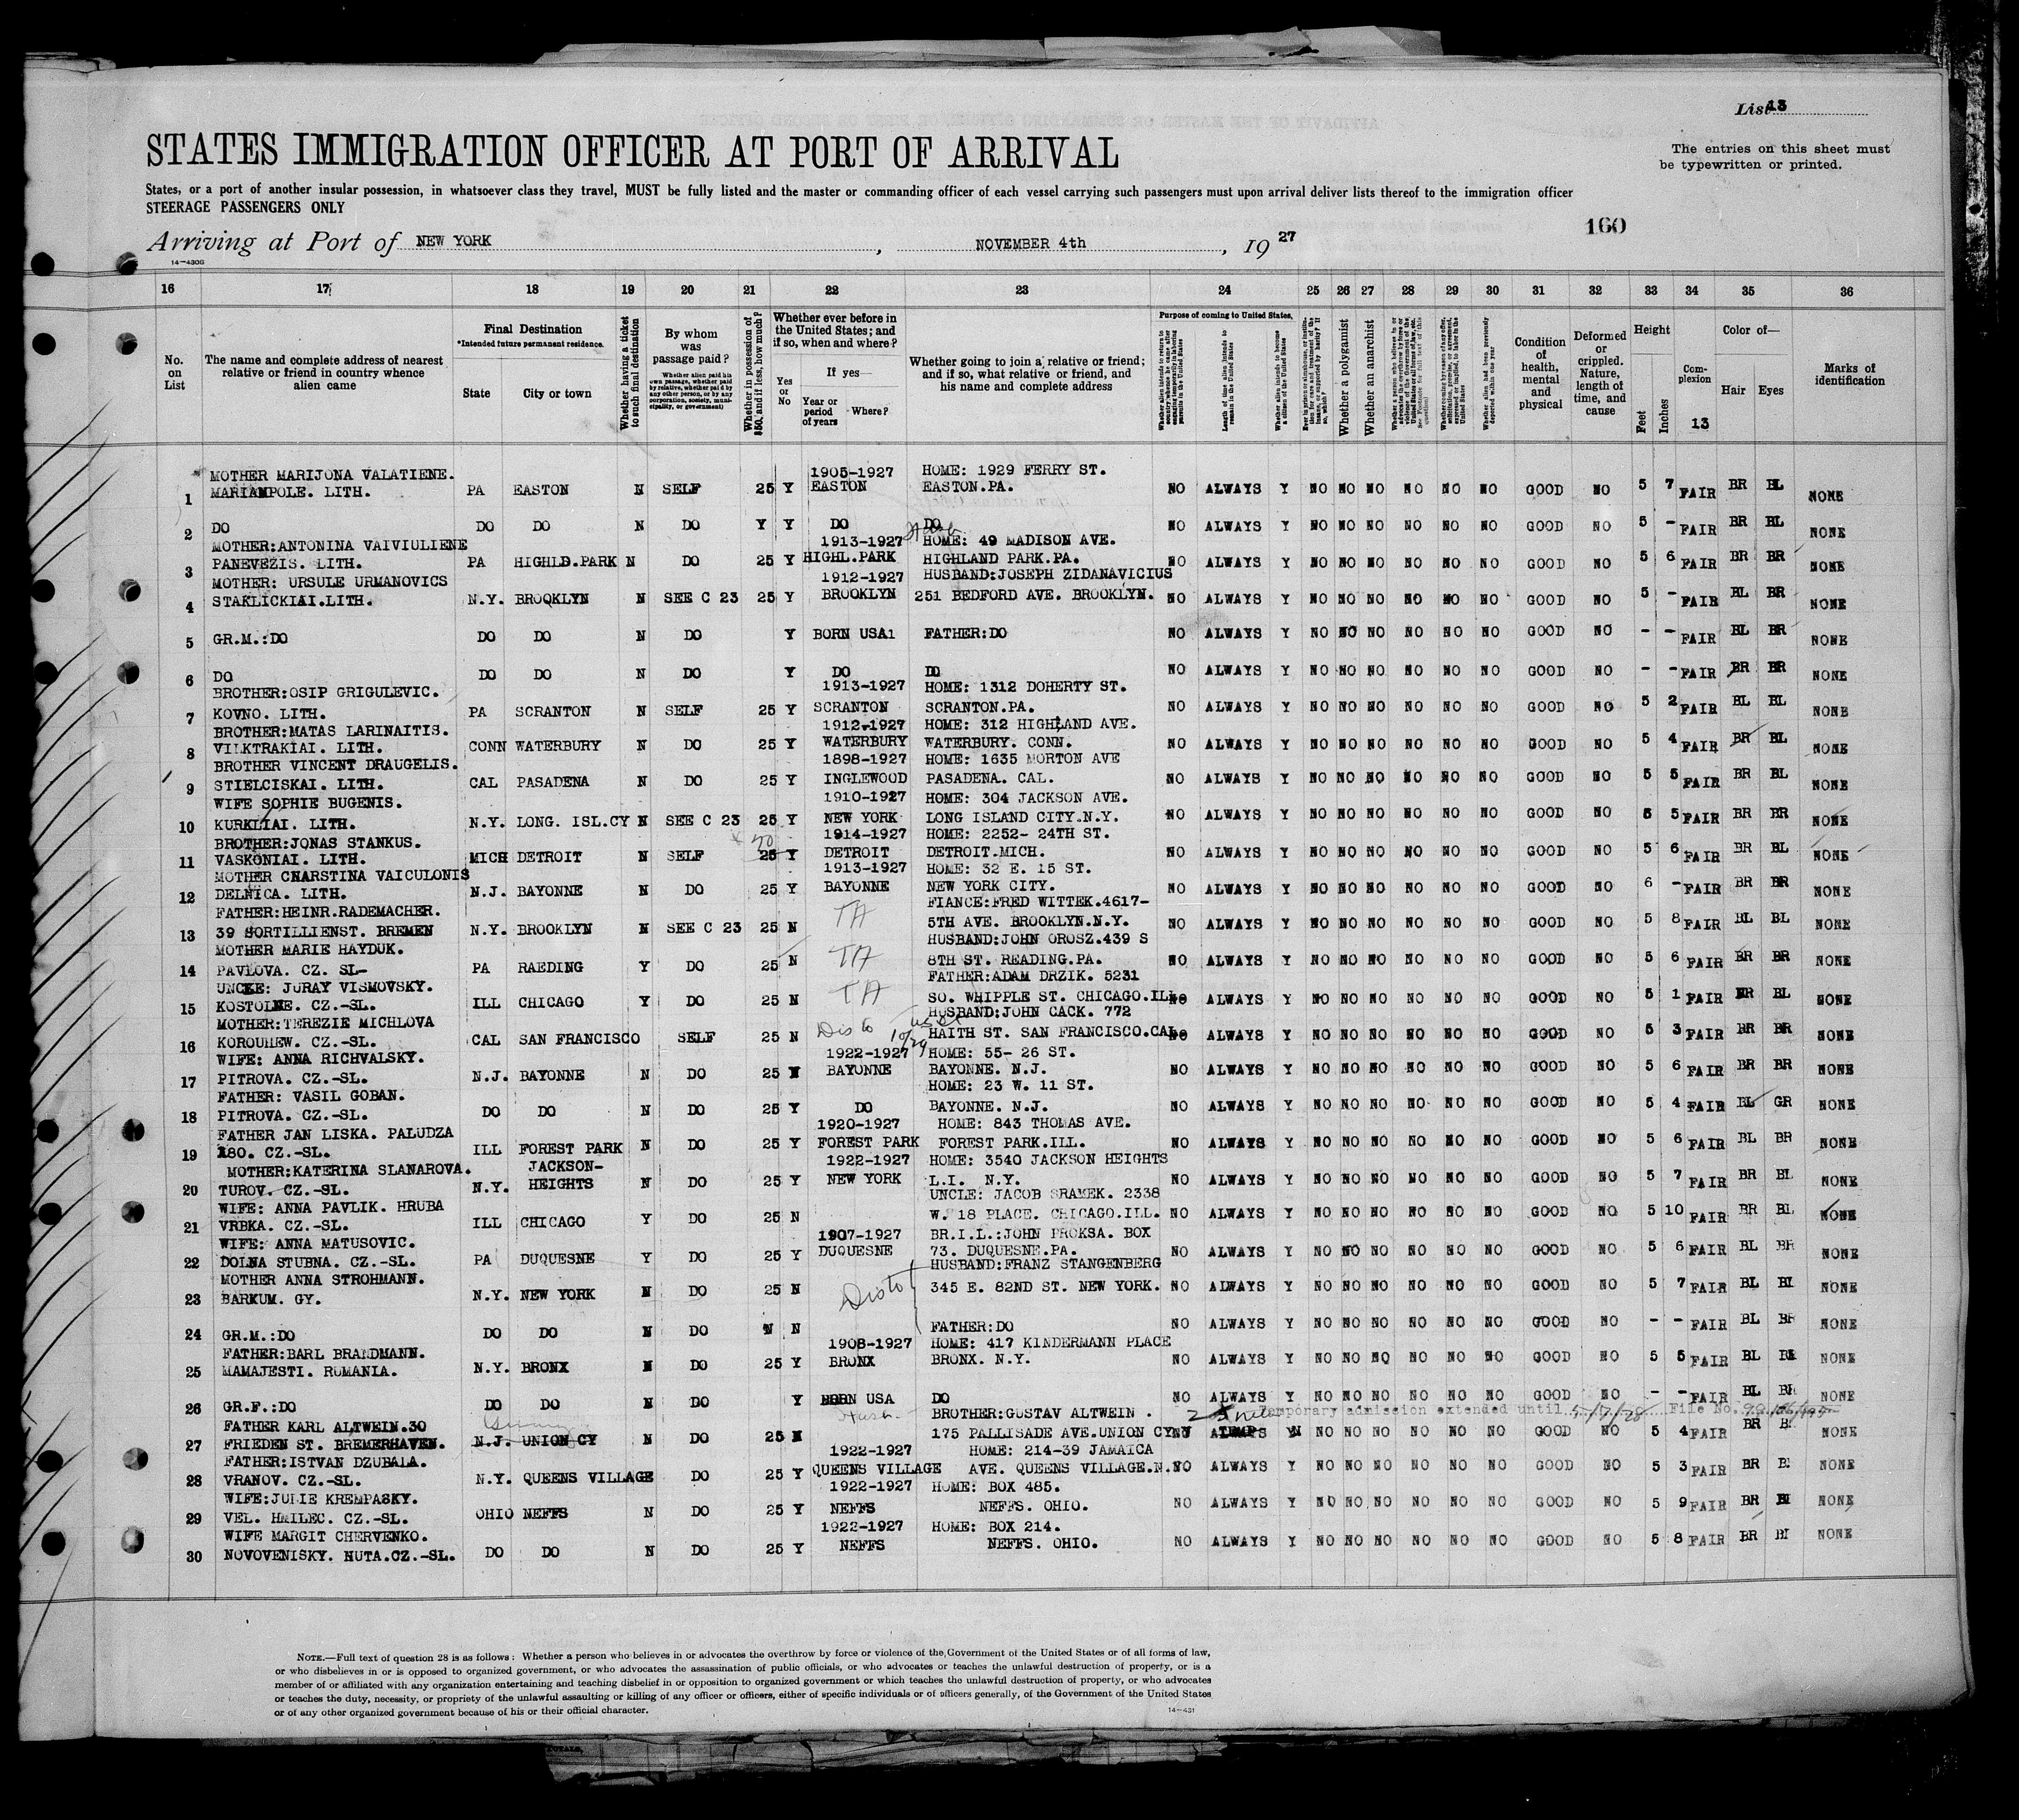 List 13
STATES IMMIGRATION OFFICER AT PORT OF ARRIVAL
The entries on this sheet must
be typewritten or printed.
States, or a port of another insular possession, in whatsoever class they travel, MUST be fully listed and the master or commanding officer of each vessel carrying such passengers must upon arrival deliver lists thereof to the immigration officer
STEERAGE PASSENGERS ONLY
160
Arriving at Port of NEW YORK, NOVEMBER 4th, 19 27
14-430G
16 17 18 19 20 21 22 23 24 25 26 27 28 29 30 31 32 33 34 35 36
No. on List
The name and complete address of nearest relative or friend in country whence alien came
Final Destination
*Intended future permanent residence.
State
City or town
Whether having a ticket to such final destination
By whom was passage paid?
Whether in possession of $50, and if less, how much?
Whether ever before in the United States; and if so, when and where?
Yes or No
If yes—
Year or period of years
Where?
Whether going to join a relative or friend; and if so, what relative or friend, and his name and complete address
Purpose of coming to United States.
Whether a polygamist
Whether an anarchist
Condition of health, mental and physical
Deformed or crippled. Nature, length of time, and cause
Height
Feet
Inches
Complexion
13
Color of—
Hair
Eyes
Marks of identification
MOTHER MARIJONA VALATIENE. 1905-1927 HOME: 1929 FERRY ST.
1 MARIAMPOLE. LITH. PA EASTON N SELF 25 Y EASTON EASTON.PA. NO ALWAYS Y NO NO NO NO NO NO GOOD NO 5 7 FAIR BR BL NONE
2 DO DO DO N DO Y Y DO DO NO ALWAYS Y NO NO NO NO NO NO GOOD NO 5 - FAIR BR BL NONE
MOTHER:ANTONINA VAIVIULIENE 1913-1927 HOME: 49 MADISON AVE.
3 PANEVEZIS. LITH. PA HIGHLD.PARK N DO 25 Y HIGHL.PARK HIGHLAND PARK.PA. NO ALWAYS Y NO NO NO NO NO NO GOOD NO 5 6 FAIR BR BR NONE
MOTHER: URSULE URMANOVICS 1912-1927 HUSBAND:JOSEPH ZIDANAVICIUS
4 STAKLICKIAI.LITH. N.Y. BROOKLYN N SEE C 23 25 Y BROOKLYN 251 BEDFORD AVE. BROOKLYN. NO ALWAYS Y NO NO NO NO NO NO GOOD NO 5 - FAIR BL BR NONE
5 GR.M.:DO DO DO N DO Y BORN USA1 FATHER:DO NO ALWAYS Y NO NO NO NO NO NO GOOD NO - - FAIR BL BR NONE
6 DO DO DO N DO Y DO DO NO ALWAYS Y NO NO NO NO NO NO GOOD NO - - FAIR BR BR NONE
BROTHER:OSIP GRIGULEVIC. 1913-1927 HOME: 1312 DOHERTY ST.
7 KOVNO. LITH. PA SCRANTON N SELF 25 Y SCRANTON SCRANTON.PA. NO ALWAYS Y NO NO NO NO NO NO GOOD NO 5 2 FAIR BL BL NONE
BROTHER:MATAS LARINAITIS. 1912-1927 HOME: 312 HIGHLAND AVE.
8 VILKTRAKIAI. LITH. CONN WATERBURY N DO 25 Y WATERBURY WATERBURY. CONN. NO ALWAYS Y NO NO NO NO NO NO GOOD NO 5 4 FAIR BR BL NONE
BROTHER VINCENT DRAUGELIS. 1898-1927 HOME: 1635 MORTON AVE
9 STIELCISKAI. LITH. CAL PASADENA N DO 25 Y INGLEWOOD PASADENA. CAL. NO ALWAYS Y NO NO NO NO NO NO GOOD NO 5 5 FAIR BR BL NONE
WIFE SOPHIE BUGENIS. 1910-1927 HOME: 304 JACKSON AVE.
10 KURKLIAI. LITH. N.Y. LONG. ISL.CY N SEE C 23 25 Y NEW YORK LONG ISLAND CITY.N.Y. NO ALWAYS Y NO NO NO NO NO NO GOOD NO 5 5 FAIR BR BR NONE
BROTHER:JONAS STANKUS. 50 1914-1927 HOME: 2252- 24TH ST.
11 VASKONIAI. LITH. MICH DETROIT N SELF 25 Y DETROIT DETROIT.MICH. NO ALWAYS Y NO NO NO NO NO NO GOOD NO 5 6 FAIR BR BL NONE
MOTHER CHARSTINA VAICULONIS 1913-1927 HOME: 32 E. 15 ST.
12 DELNICA. LITH. N.J. BAYONNE N DO 25 Y BAYONNE NEW YORK CITY. NO ALWAYS Y NO NO NO NO NO NO GOOD NO 6 - FAIR BR BR NONE
FATHER:HEINR.RADEMACHER. TA FIANCE:FRED WITTEK.4617-
13 39 SORTILLIENST. BREMEN N.Y. BROOKLYN N SEE C 23 25 N 5TH AVE. BROOKLYN.N.Y. NO ALWAYS Y NO NO NO NO NO NO GOOD NO 5 8 FAIR BL BL NONE
MOTHER MARIE HAYDUK. TA HUSBAND:JOHN OROSZ.439 S
14 PAVLOVA. CZ. SL- PA RAEDING Y DO 25 N 8TH ST. READING.PA. NO ALWAYS Y NO NO NO NO NO NO GOOD NO 5 6 FAIR BR BR NONE
UNCKE: JURAY VISMOVSKY. TA FATHER:ADAM DRZIK. 5231
15 KOSTOLNE. CZ.-SL. ILL CHICAGO Y DO 25 N SO. WHIPPLE ST. CHICAGO.ILL NO ALWAYS Y NO NO NO NO NO NO GOOD NO 5 1 FAIR BR BL NONE
MOTHER:TEREZIE MICHLOVA Dis to HUSBAND:JOHN CACK. 772
16 KOROUHEW. CZ.-SL. CAL SAN FRANCISCO SELF 25 N HAITH ST. SAN FRANCISCO.CAL NO ALWAYS Y NO NO NO NO NO NO GOOD NO 5 3 FAIR BR BR NONE
WIFE: ANNA RICHVALSKY. 1922-1927 HOME: 55- 26 ST.
17 PITROVA. CZ.-SL. N.J. BAYONNE N DO 25 BAYONNE BAYONNE. N.J. NO ALWAYS Y NO NO NO NO NO NO GOOD NO 5 6 FAIR BR BR NONE
FATHER: VASIL GOBAN. HOME: 23 W. 11 ST.
18 PITROVA. CZ.-SL. DO DO N DO 25 Y DO BAYONNE. N.J. NO ALWAYS Y NO NO NO NO NO NO GOOD NO 5 4 FAIR BL GR NONE
FATHER JAN LISKA. PALUDZA 1920-1927 HOME: 843 THOMAS AVE.
19 180. CZ.-SL. ILL FOREST PARK N DO 25 Y FOREST PARK FOREST PARK.ILL. NO ALWAYS Y NO NO NO NO NO NO GOOD NO 5 6 FAIR BL BR NONE
MOTHER:KATERINA SLANAROVA. JACKSON- 1922-1927 HOME: 3540 JACKSON HEIGHTS
20 TUROV. CZ.-SL. N.Y. HEIGHTS N DO 25 Y NEW YORK L.I. N.Y. NO ALWAYS Y NO NO NO NO NO NO GOOD NO 5 7 FAIR BR BL NONE
WIFE: ANNA PAVLIK. HRUBA UNCLE: JACOB SRAMEK. 2338
21 VRBKA. CZ.-SL. ILL CHICAGO Y DO 25 N W. 18 PLACE. CHICAGO.ILL. NO ALWAYS Y NO NO NO NO NO NO GOOD NO 5 10 FAIR BR BL NONE
WIFE: ANNA MATUSOVIC. 1907-1927 BR.I.L.:JOHN PROKSA. BOX
22 DOLNA STUBNA. CZ.-SL. PA DUQUESNE Y DO 25 Y DUQUESNE 73. DUQUESNE.PA. NO ALWAYS Y NO NO NO NO NO NO GOOD NO 5 6 FAIR BL BR NONE
MOTHER ANNA STROHMANN. Dis to HUSBAND:FRANZ STANGENBERG
23 BARKUM. GY. N.Y. NEW YORK N DO 25 N 345 E. 82ND ST. NEW YORK. NO ALWAYS Y NO NO NO NO NO NO GOOD NO 5 7 FAIR BL BL NONE
24 GR.M.:DO DO DO N DO N N FATHER:DO NO ALWAYS Y NO NO NO NO NO NO GOOD NO - - FAIR BL BR NONE
FATHER:BARL BRANDMANN. 1908-1927 HOME: 417 KINDERMANN PLACE
25 MAMAJESTI. RUMANIA. N.Y. BRONX N DO 25 Y BRONX BRONX. N.Y. NO ALWAYS Y NO NO NO NO NO NO GOOD NO 5 5 FAIR BL NONE
26 GR.F.:DO DO DO N DO Y BORN USA DO NO ALWAYS Y NO NO NO NO NO NO GOOD NO - - FAIR BL BR NONE
Temporary admission extended until 5/7/28 File No.
FATHER KARL ALTWEIN.30 BROTHER:GUSTAV ALTWEIN .
27 FRIEDEN ST. BREMERHAVEN. N.J. UNION CY N DO 25 N 175 PALLISADE AVE.UNION CY NO TEMP N NO NO NO NO NO NO GOOD NO 5 4 FAIR BR NONE
FATHER:ISTVAN DZUBALA. 1922-1927 HOME: 214-39 JAMAICA
28 VRANOV. CZ.-SL. N.Y. QUEENS VILLAGE DO 25 Y QUEENS VILLAGE AVE. QUEENS VILLAGE.N. NO ALWAYS Y NO NO NO NO NO NO GOOD NO 5 3 FAIR BR NONE
WIFE:JULIE KREMPASKY. 1922-1927 HOME: BOX 485.
29 VEL. HNILEC. CZ.-SL. OHIO NEFFS N DO 25 Y NEFFS NEFFS. OHIO. NO ALWAYS Y NO NO NO NO NO NO GOOD NO 5 9 FAIR BR NONE
WIFE MARGIT CHERVENKO. 1922-1927 HOME: BOX 214.
30 NOVOVENISKY. HUTA.CZ.-SL. DO DO N DO 25 Y NEFFS NEFFS. OHIO. NO ALWAYS Y NO NO NO NO NO NO GOOD NO 5 8 FAIR BR BL NONE
NOTE.—Full text of question 28 is as follows: Whether a person who believes in or advocates the overthrow by force or violence of the Government of the United States or of all forms of law,
or who disbelieves in or is opposed to organized government, or who advocates the assassination of public officials, or who advocates or teaches the unlawful destruction of property, or is a
member of or affiliated with any organization entertaining and teaching disbelief in or opposition to organized government or which teaches the unlawful destruction of property, or who advocates
or teaches the duty, necessity, or propriety of the unlawful assaulting or killing of any officer or officers, either of specific individuals or of officers generally, of the Government of the United States
or of any other organized government because of his or their official character.
14-431